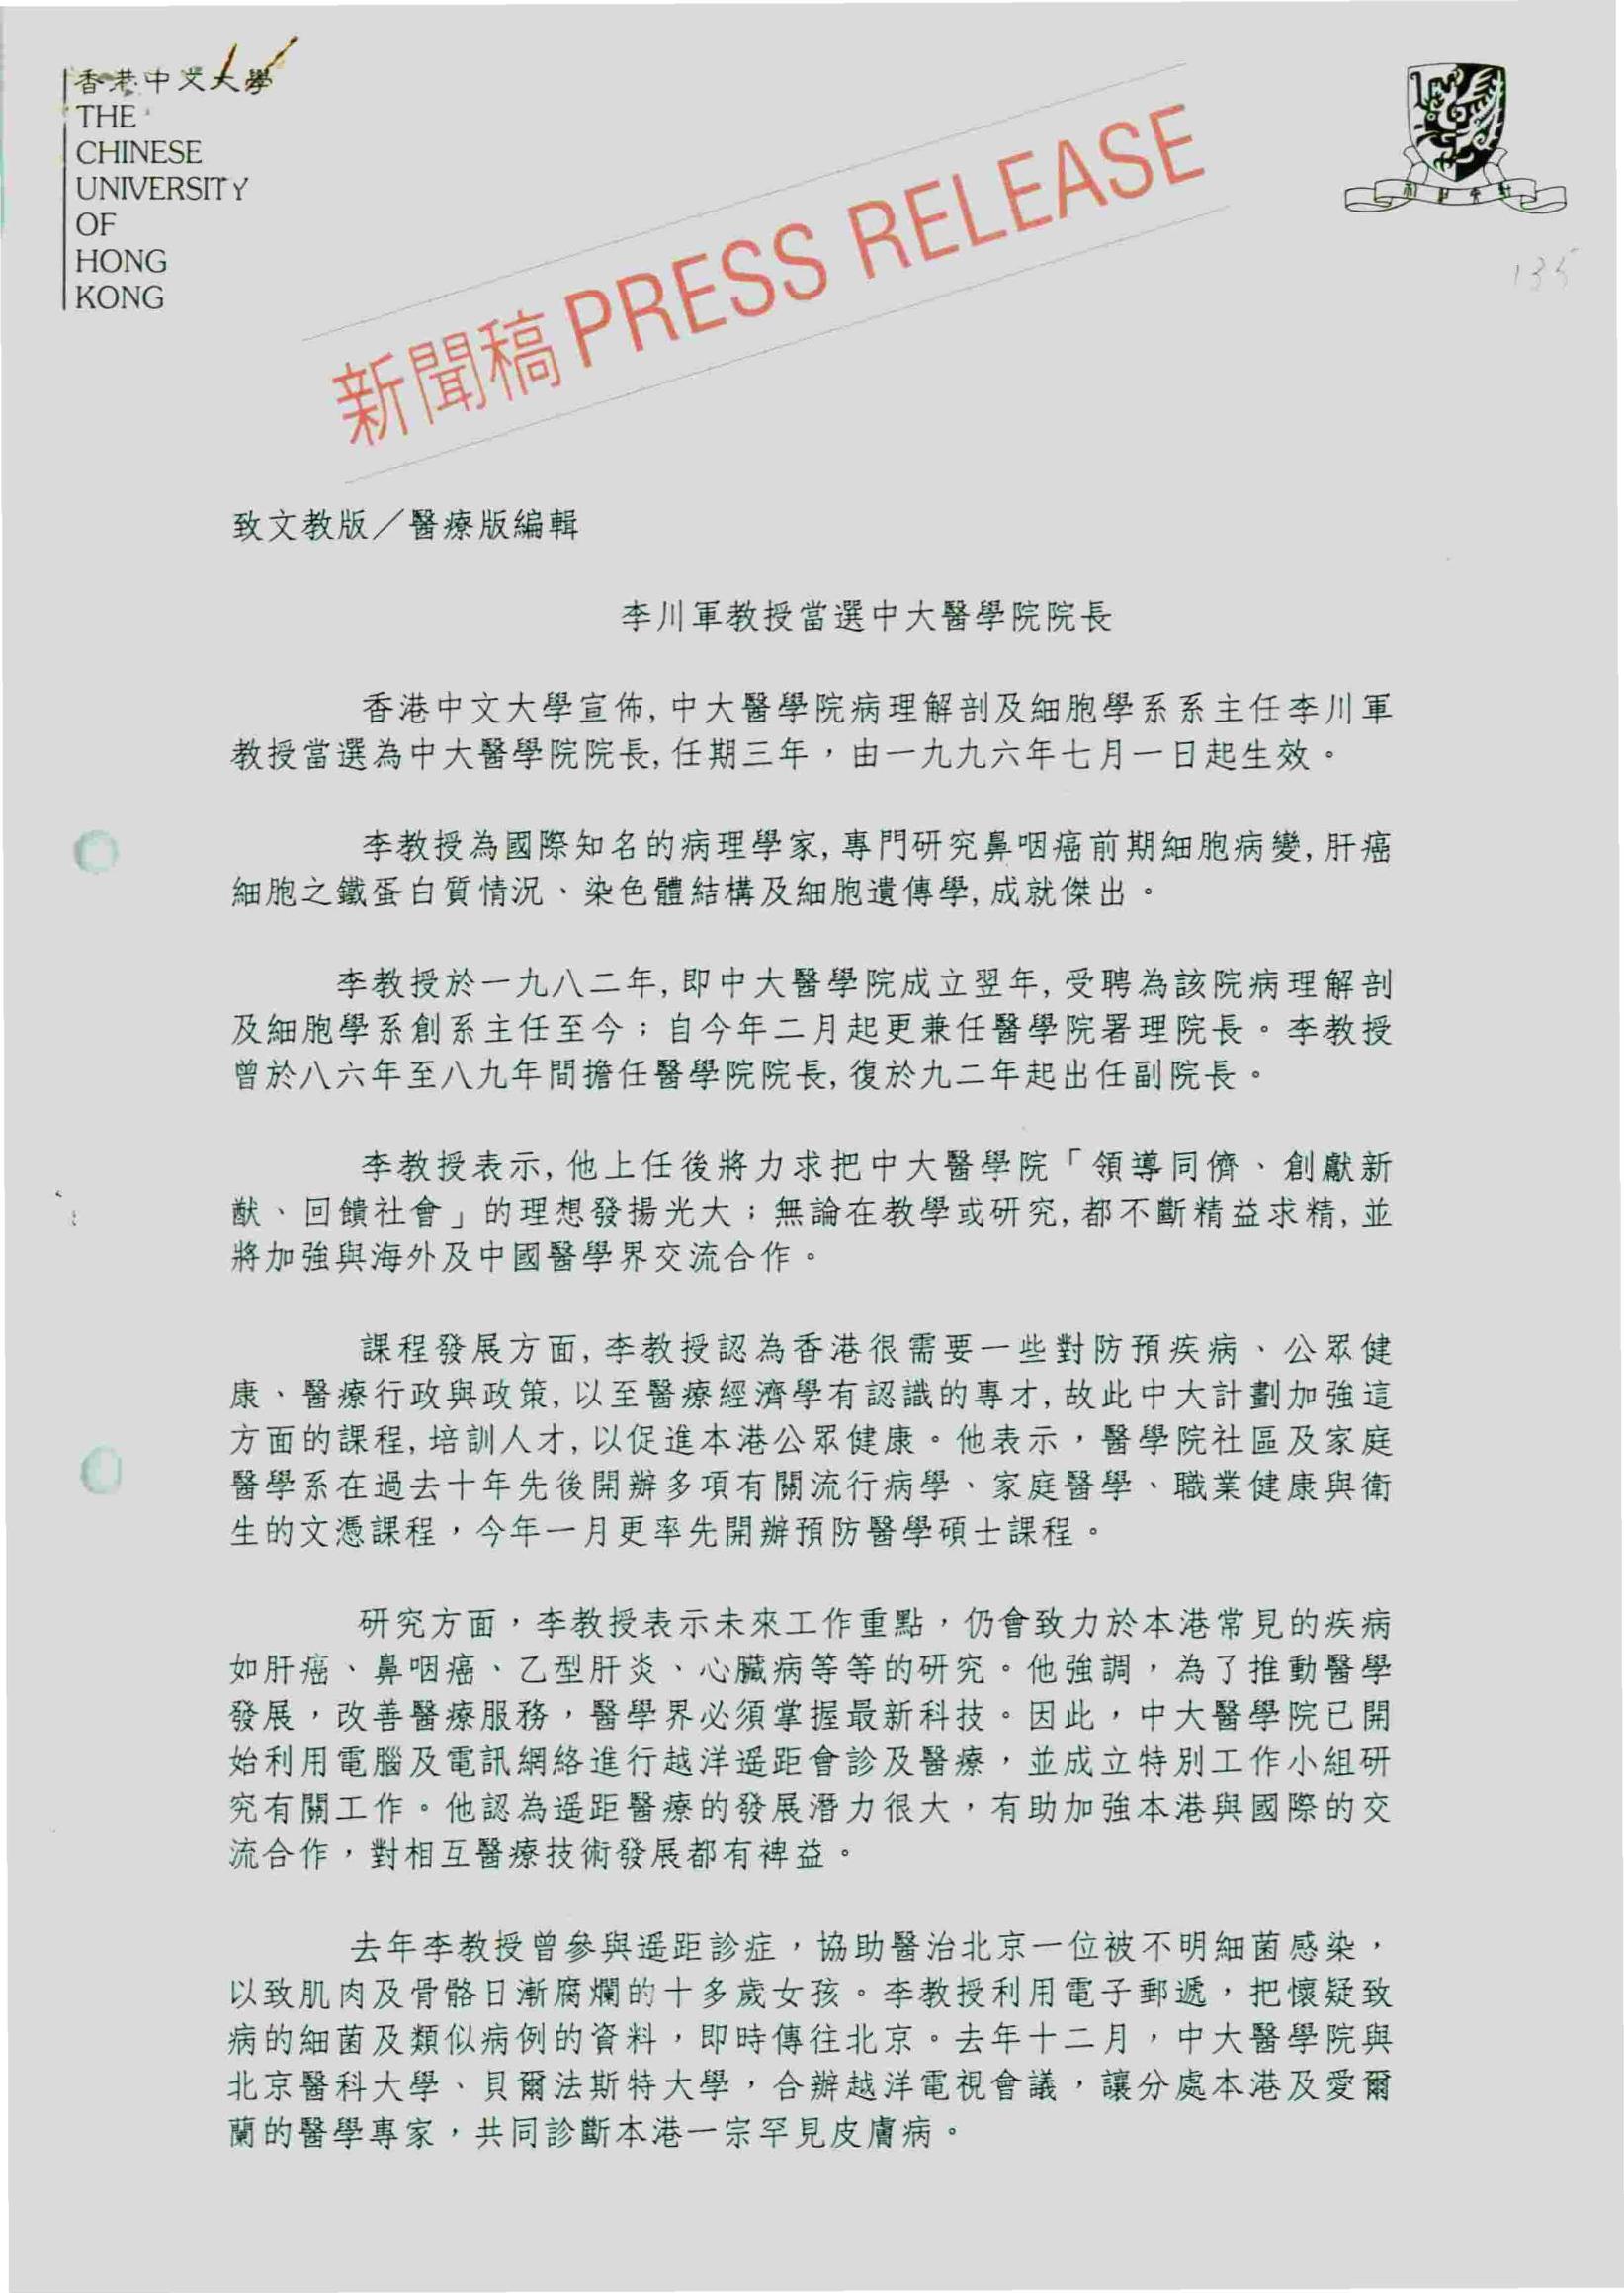 香港中文大學
THE
CHINESE
UNIVERSITY
OF
HONG
KONG
新聞稿 PRESS RELEASE
135
致文教版／醫療版編輯
李川軍教授當選中大醫學院院長
香港中文大學宣佈,中大醫學院病理解剖及細胞學系系主任李川軍
教授當選為中大醫學院院長,任期三年，由一九九六年七月一日起生效。
李教授為國際知名的病理學家,專門研究鼻咽癌前期細胞病變,肝癌
細胞之鐵蛋白質情況、染色體結構及細胞遺傳學,成就傑出。
李教授於一九八二年,即中大醫學院成立翌年,受聘為該院病理解剖
及細胞學系創系主任至今；自今年二月起更兼任醫學院署理院長。李教授
曾於八六年至八九年間擔任醫學院院長,復於九二年起出任副院長。
李教授表示,他上任後將力求把中大醫學院「領導同儕、創獻新
猷、回饋社會」的理想發揚光大；無論在教學或研究,都不斷精益求精,並
將加強與海外及中國醫學界交流合作。
課程發展方面,李教授認為香港很需要一些對防預疾病、公眾健
康、醫療行政與政策,以至醫療經濟學有認識的專才,故此中大計劃加強這
方面的課程,培訓人才,以促進本港公眾健康。他表示，醫學院社區及家庭
醫學系在過去十年先後開辦多項有關流行病學、家庭醫學、職業健康與衛
生的文憑課程，今年一月更率先開辦預防醫學碩士課程。
研究方面，李教授表示未來工作重點，仍會致力於本港常見的疾病
如肝癌、鼻咽癌、乙型肝炎、心臟病等等的研究。他強調，為了推動醫學
發展，改善醫療服務，醫學界必須掌握最新科技。因此，中大醫學院已開
始利用電腦及電訊網絡進行越洋遥距會診及醫療，並成立特別工作小組研
究有關工作。他認為遥距醫療的發展潛力很大，有助加強本港與國際的交
流合作，對相互醫療技術發展都有裨益。
去年李教授曾參與遥距診症，協助醫治北京一位被不明細菌感染，
以致肌肉及骨骼日漸腐爛的十多歲女孩。李教授利用電子郵遞，把懷疑致
病的細菌及類似病例的資料，即時傳往北京。去年十二月，中大醫學院與
北京醫科大學、貝爾法斯特大學，合辦越洋電視會議，讓分處本港及愛爾
蘭的醫學專家，共同診斷本港一宗罕見皮膚病。